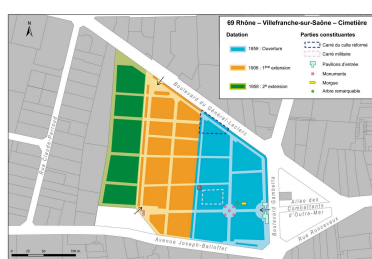 69 Rhône – Villefranche-sur-Saône – Cimetière
Datation
Parties constituantes
1859 : Ouverture
Carré du culte réformé
Carré militaire
1906 : 1ère extension
Pavillons d'entrée
Monuments
Morgue
1958 : 2e extension
Arbre remarquable
Boulevard du Général-Leclerc
Rue Claude-Fautard
Boulevard Gambetta
Allée des
Combattants
d'Outre-Mer
Rue Roncevaux
Avenue Joseph-Balloffet